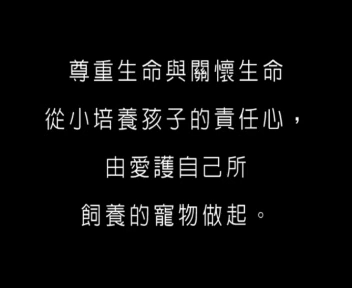 尊重生命與關懷生命
從小培養孩子的責任心，
由愛護自己所
飼養的寵物做起。